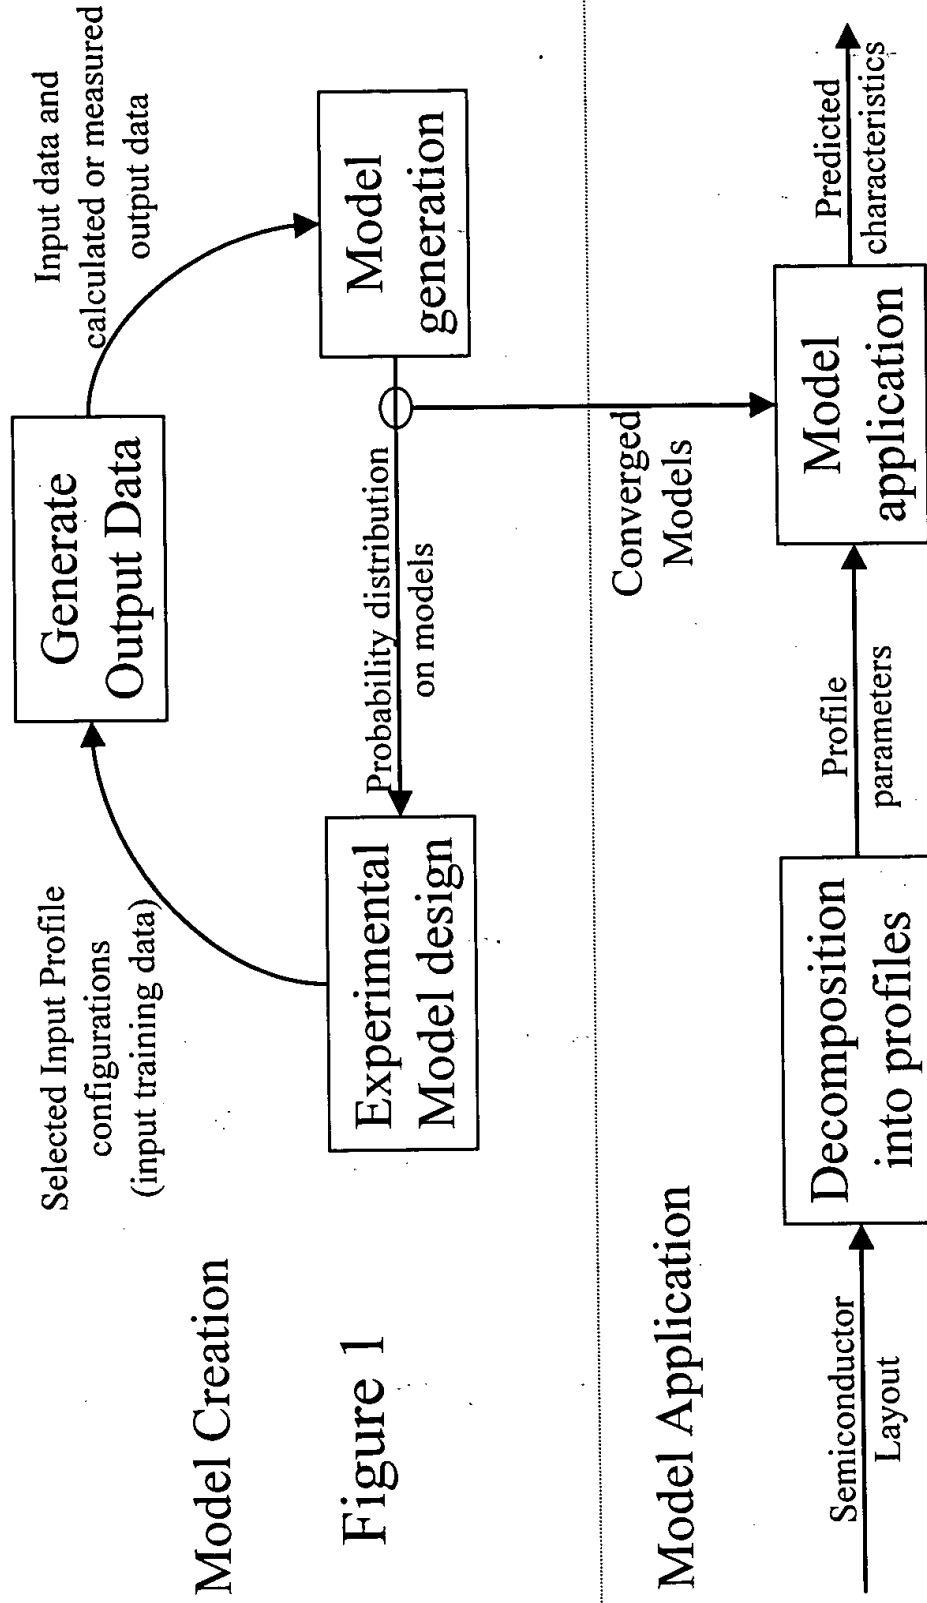 Model Creation
Figure 1
Selected Input Profile
configurations
(input training data)
Generate
Output Data
Input data and
calculated or measured
output data
Experimental
Model design
Probability distribution
on models
Model
generation
Converged
Models
Model Application
Semiconductor
Layout
Decomposition
into profiles
Profile
parameters
Model
application
Predicted
characteristics